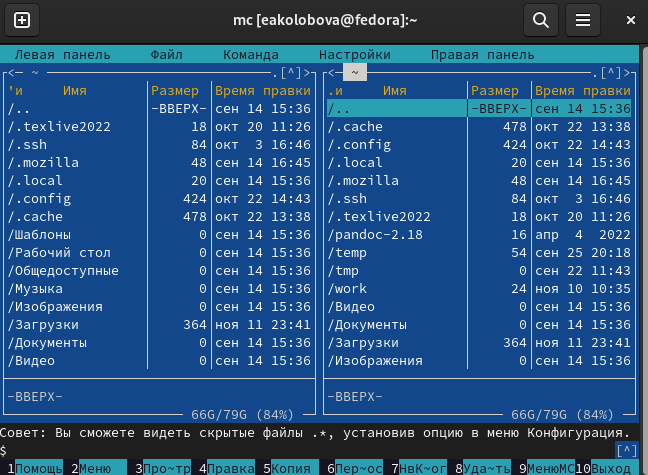 mc [eakolobova@fedora]:~
Левая панель Файл Команда Настройки Правая панель
<─ ~ .[^]> <─ ~ .[^]>
'и Имя Размер Время правки .и Имя Размер Время правки
/.. -ВВЕРХ- сен 14 15:36 /.. -ВВЕРХ- сен 14 15:36
/.texlive2022 18 окт 20 11:26 /.cache 478 окт 22 13:38
/.ssh 84 окт 3 16:46 /.config 424 окт 22 14:43
/.mozilla 48 сен 14 16:45 /.local 20 сен 14 15:36
/.local 20 сен 14 15:36 /.mozilla 48 сен 14 16:45
/.config 424 окт 22 14:43 /.ssh 84 окт 3 16:46
/.cache 478 окт 22 13:38 /.texlive2022 18 окт 20 11:26
/Шаблоны 0 сен 14 15:36 /pandoc-2.18 16 апр 4 2022
/Рабочий стол 0 сен 14 15:36 /temp 54 сен 25 20:18
/Общедоступные 0 сен 14 15:36 /tmp 0 сен 22 11:43
/Музыка 0 сен 14 15:36 /work 24 ноя 10 10:35
/Изображения 0 сен 14 15:36 /Видео 0 сен 14 15:36
/Загрузки 364 ноя 11 23:41 /Документы 0 сен 14 15:36
/Документы 0 сен 14 15:36 /Загрузки 364 ноя 11 23:41
/Видео 0 сен 14 15:36 /Изображения 0 сен 14 15:36
-ВВЕРХ- -ВВЕРХ-
66G/79G (84%) 66G/79G (84%)
Совет: Вы сможете видеть скрытые файлы .*, установив опцию в меню Конфигурация.
$ [^]
1Помощь 2Меню 3Про~тр 4Правка 5Копия 6Пер~ос 7НвК~ог 8Уда~ть 9МенюMC 10Выход